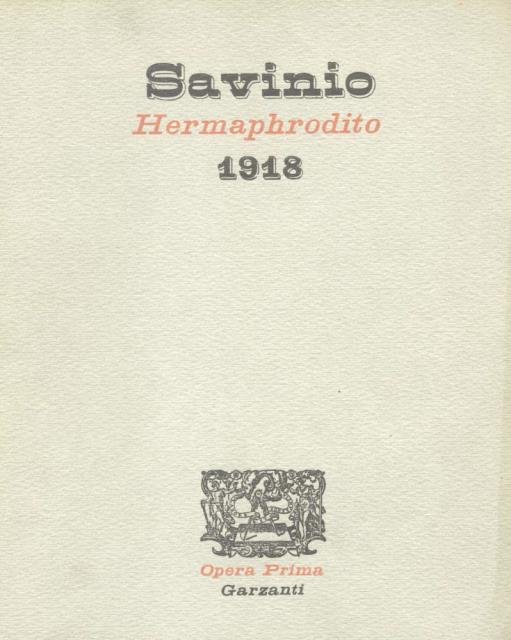 Savinio
Hermaphrodito
1918
Opera Prima
Garzanti